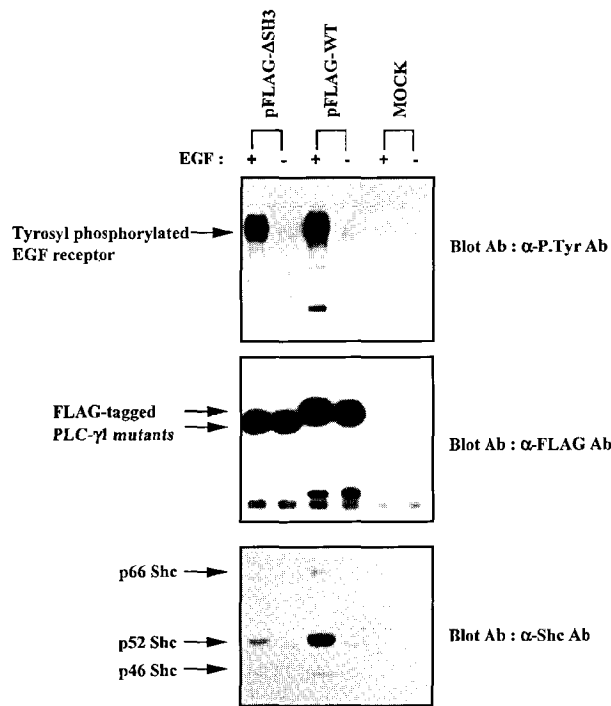 pFLAG-ΔSH3
pFLAG-WT
MOCK
EGF : + - + - + -
Tyrosyl phosphorylated
EGF receptor
Blot Ab : α-P.Tyr Ab
FLAG-tagged
PLC-γ1 mutants
Blot Ab : α-FLAG Ab
p66 Shc
p52 Shc
p46 Shc
Blot Ab : α-Shc Ab